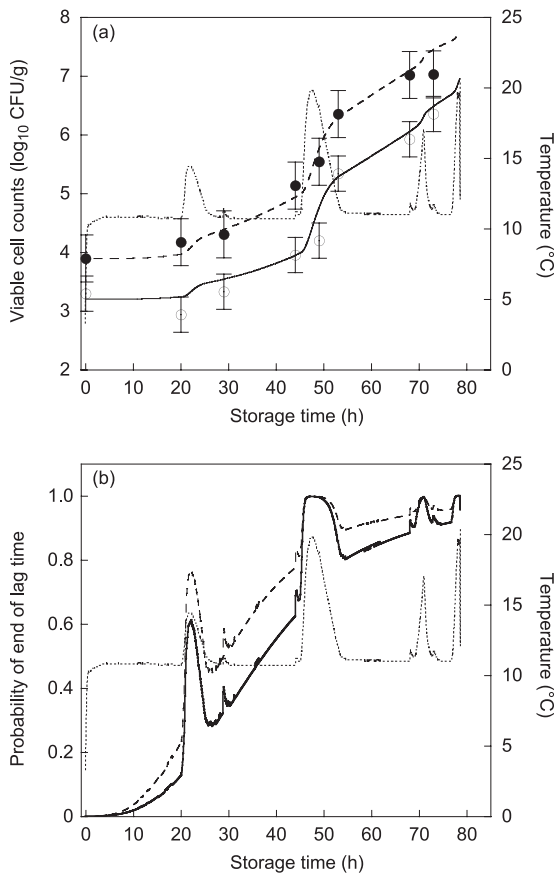 (a)
8
7
6
5
4
3
2
25
20
15
10
5
0
0 10 20 30 40 50 60 70 80
Viable cell counts (log10 CFU/g)
Temperature (°C)
Storage time (h)
(b)
1.0
0.8
0.6
0.4
0.2
0
25
20
15
10
5
0
0 10 20 30 40 50 60 70 80
Probability of end of lag time
Temperature (°C)
Storage time (h)